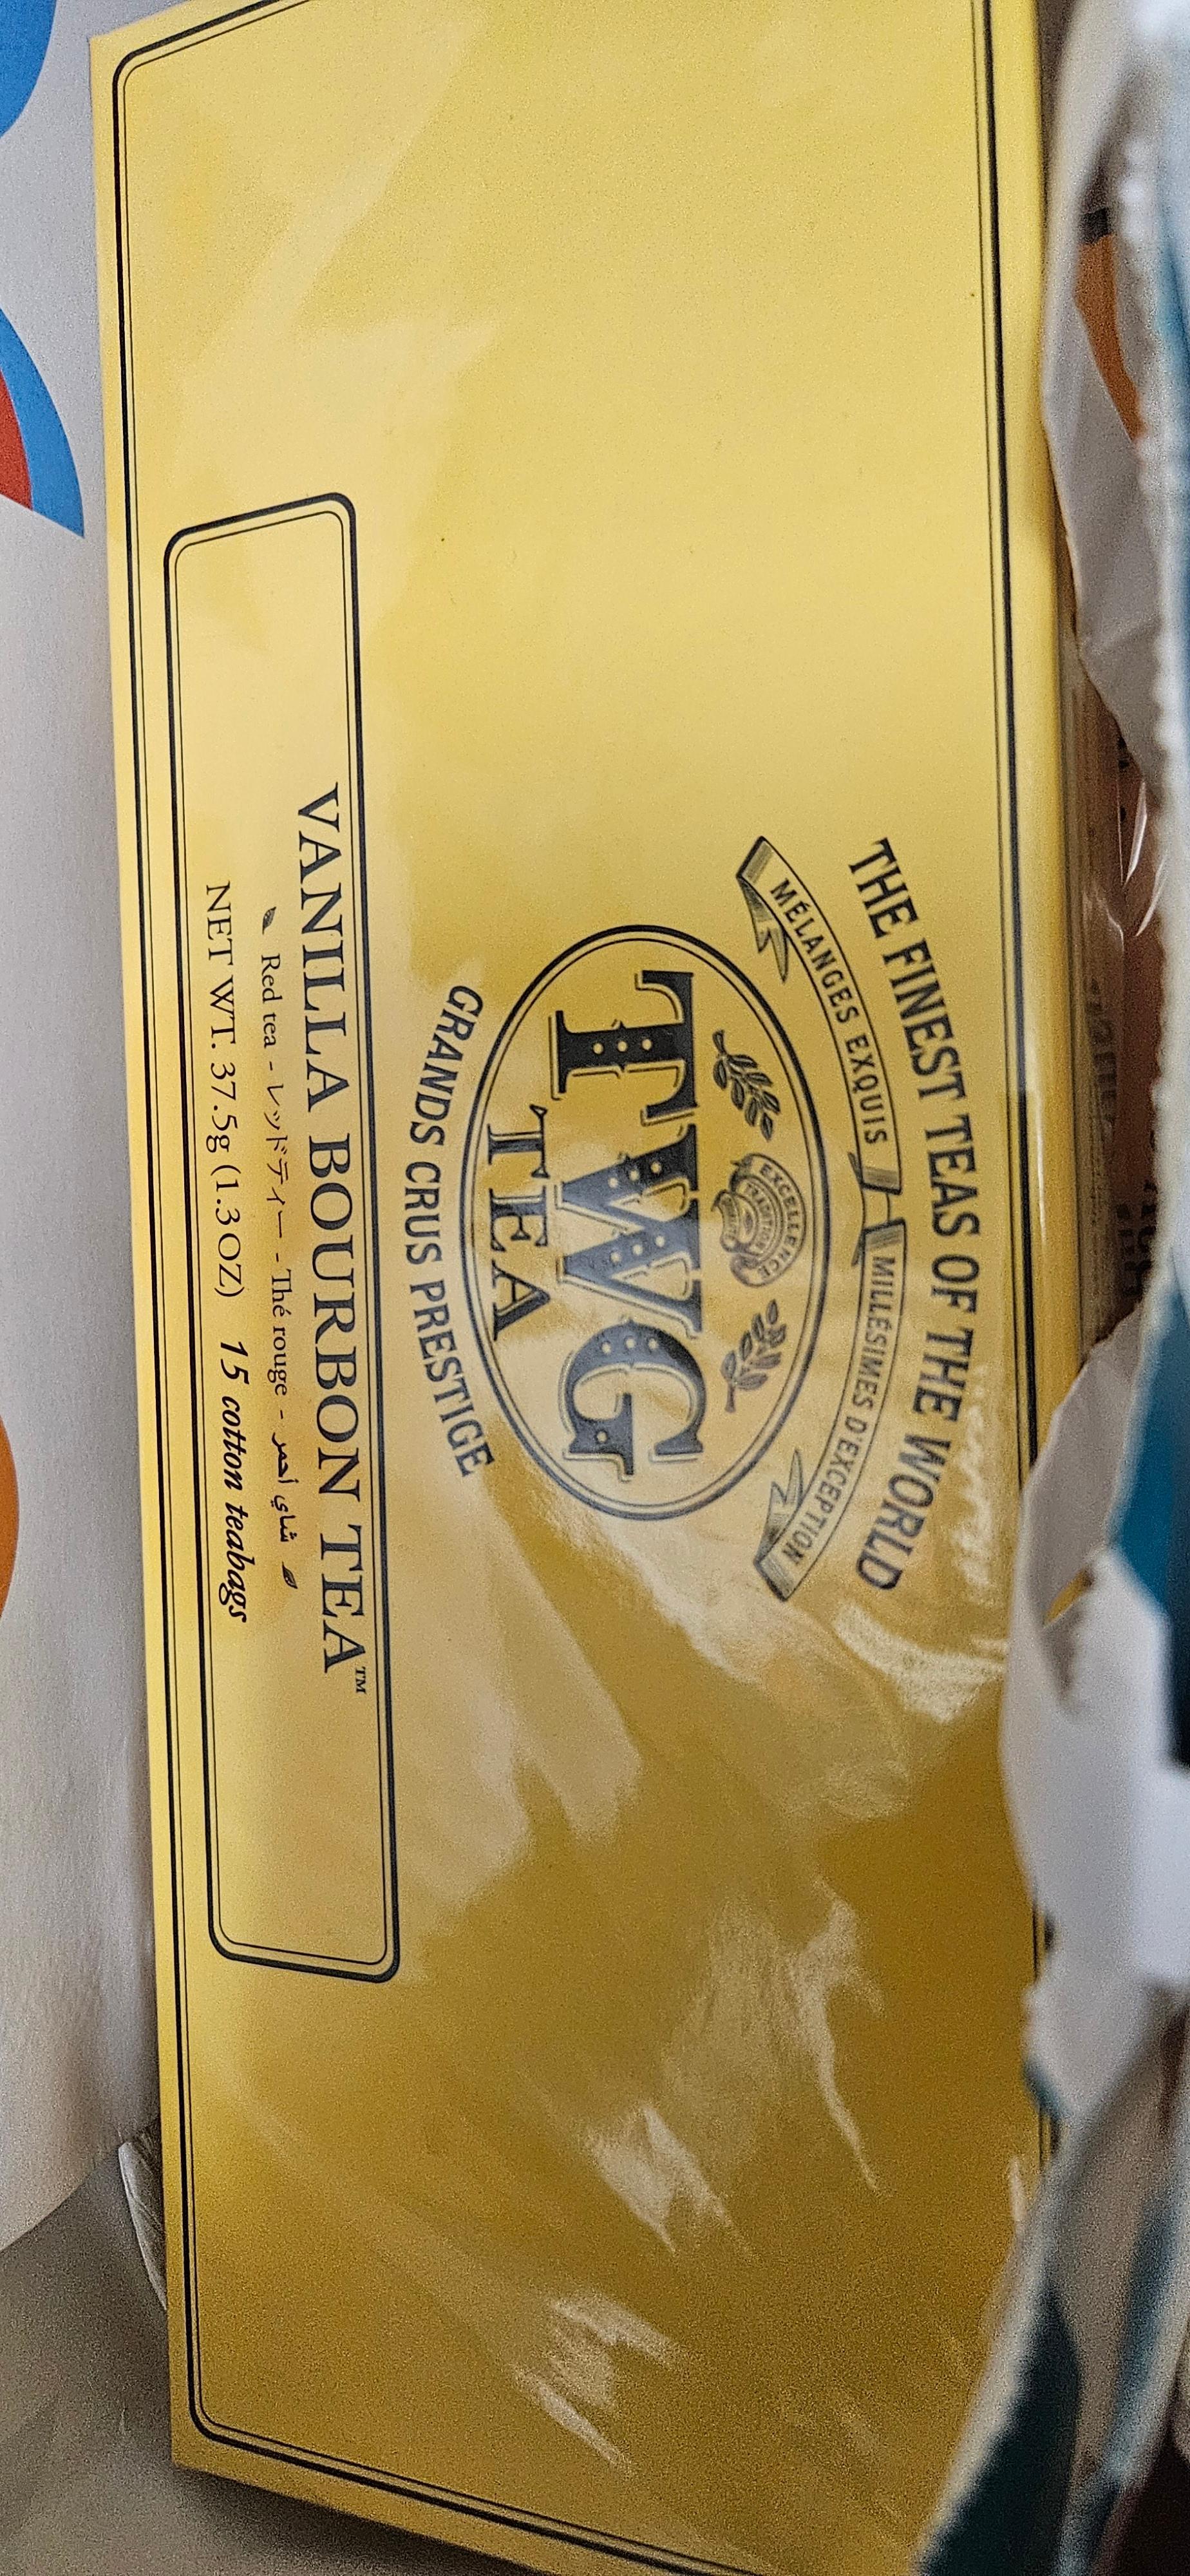 THE FINEST TEAS OF THE WORLD
MÉLANGES EXQUIS MILLÉSIMES D'EXCEPTION
EXCELLENCE
TRADITION
TWG
TEA
GRANDS CRUS PRESTIGE
VANILLA BOURBON TEA™
Red tea - レッドティー - Thé rouge - شاي أحمر
NET WT. 37.5g (1.3OZ) 15 cotton teabags